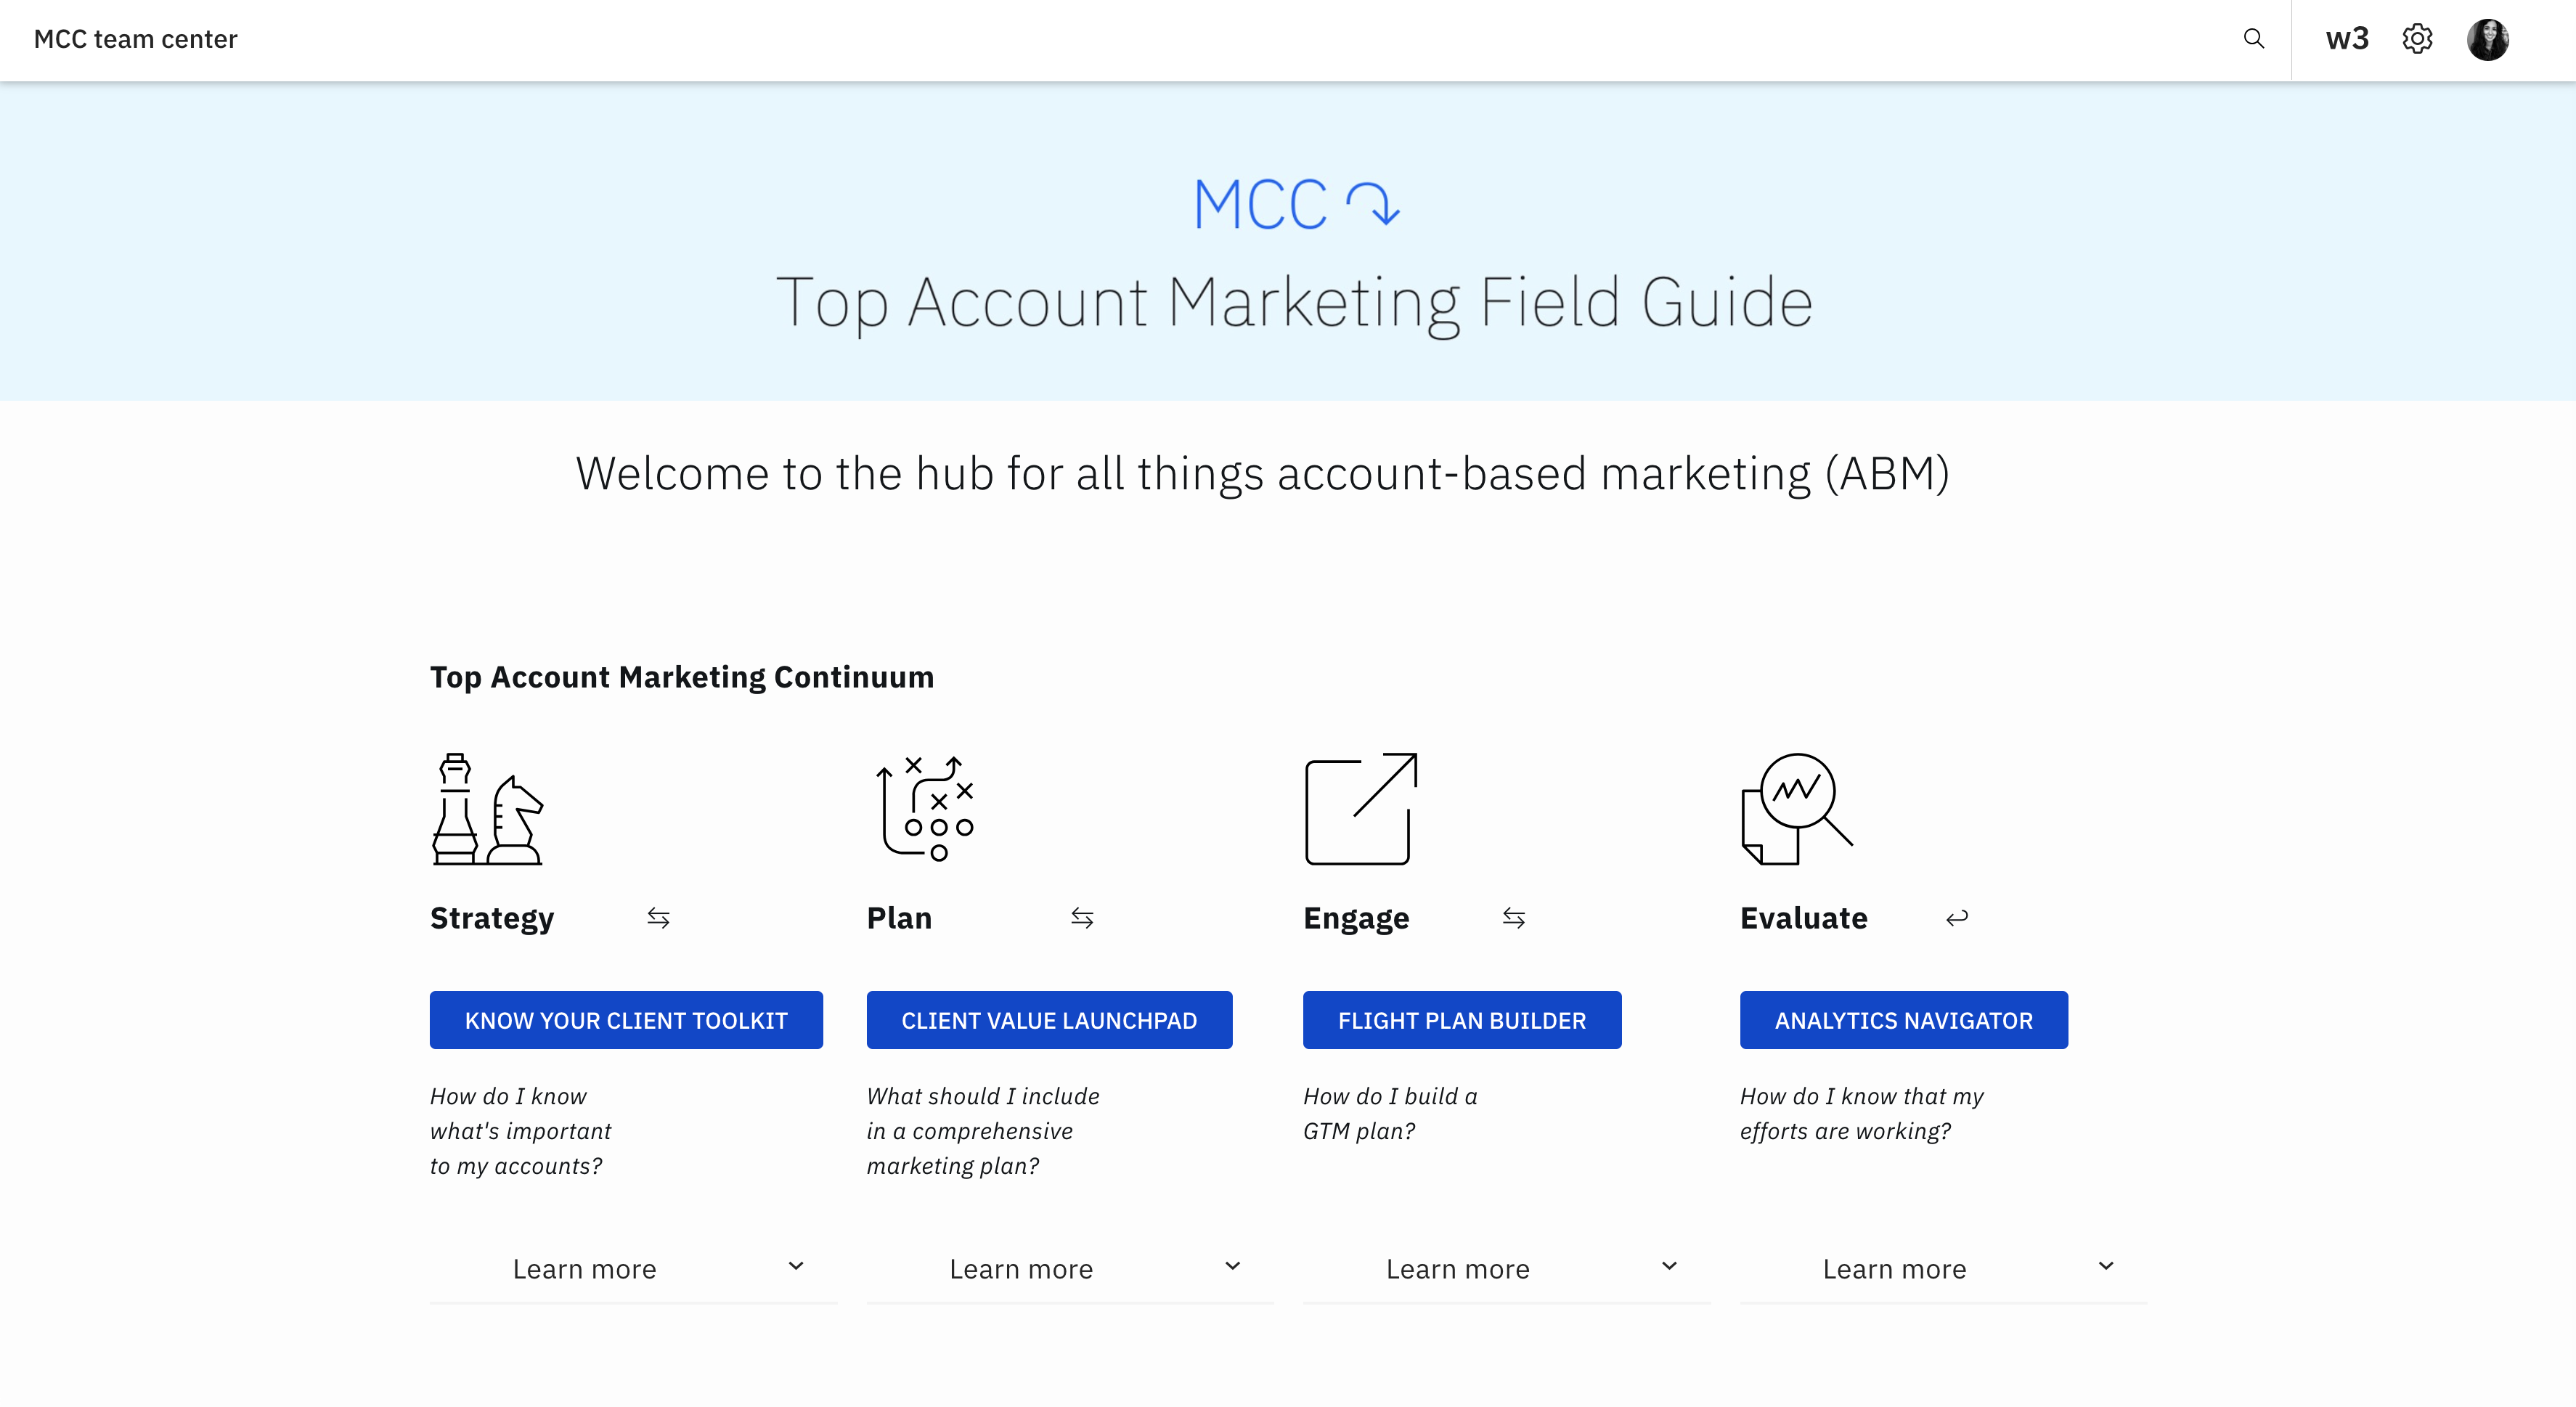 MCC team center
w3
MCC
Top Account Marketing Field Guide
Welcome to the hub for all things account-based marketing (ABM)
Top Account Marketing Continuum
Strategy
KNOW YOUR CLIENT TOOLKIT
How do I know
what's important
to my accounts?
Learn more
Plan
CLIENT VALUE LAUNCHPAD
What should I include
in a comprehensive
marketing plan?
Learn more
Engage
FLIGHT PLAN BUILDER
How do I build a
GTM plan?
Learn more
Evaluate
ANALYTICS NAVIGATOR
How do I know that my
efforts are working?
Learn more